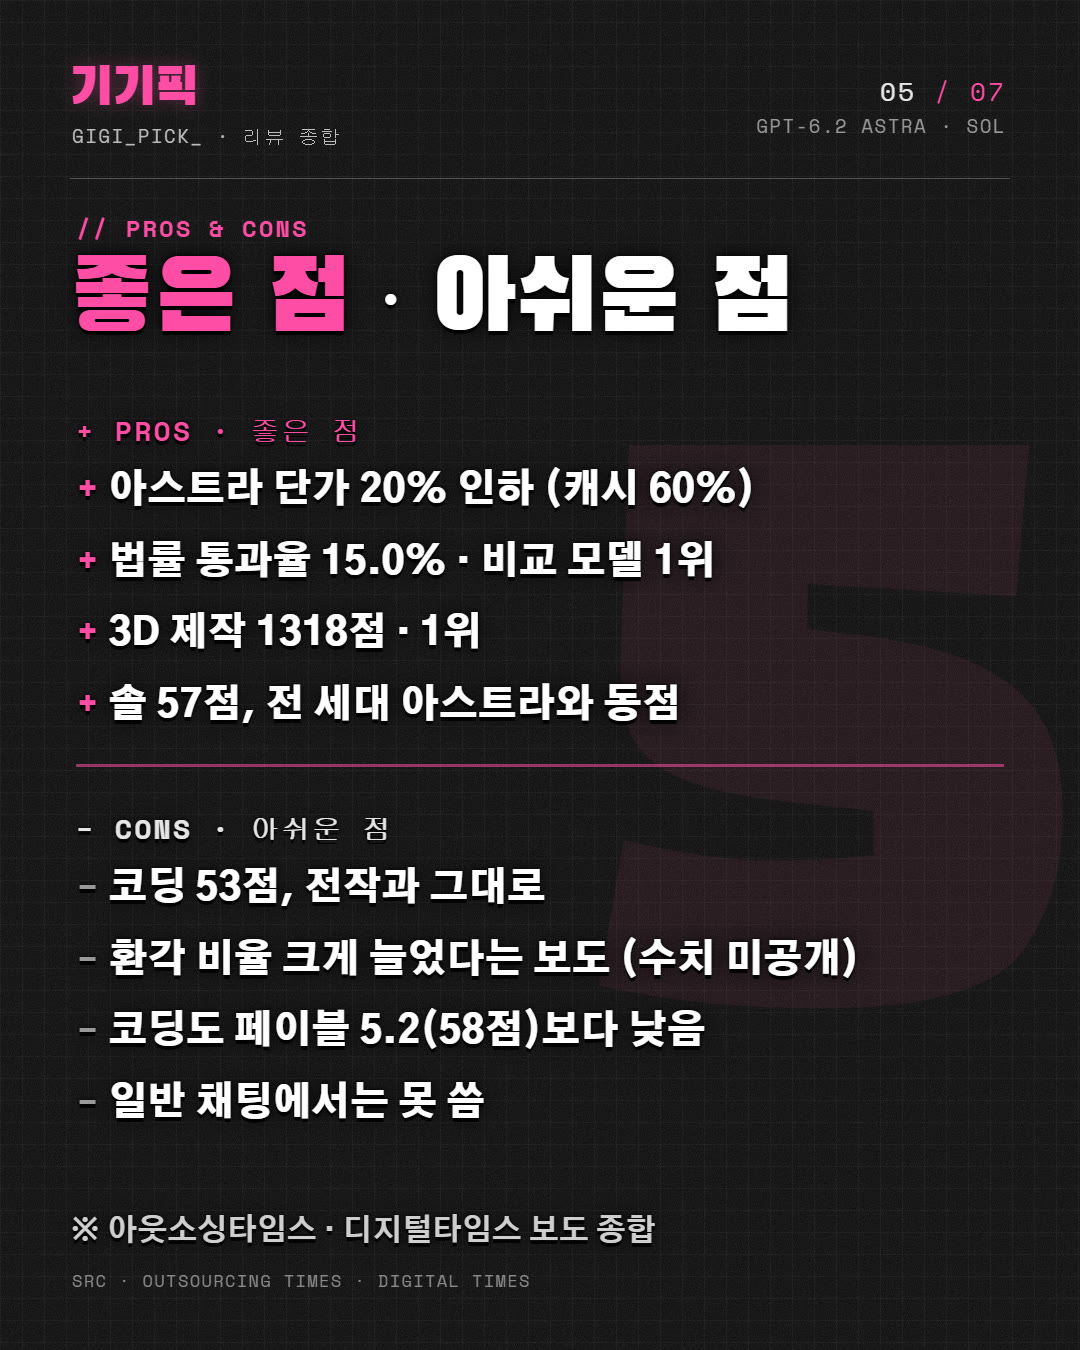 기기픽
GIGI_PICK_ · 리뷰 종합
05 / 07
GPT-6.2 ASTRA · SOL
// PROS & CONS
좋은 점 · 아쉬운 점
+ PROS · 좋은 점
+ 아스트라 단가 20% 인하 (캐시 60%)
+ 법률 통과율 15.0% · 비교 모델 1위
+ 3D 제작 1318점 · 1위
+ 솔 57점, 전 세대 아스트라와 동점
5
- CONS · 아쉬운 점
- 코딩 53점, 전작과 그대로
- 환각 비율 크게 늘었다는 보도 (수치 미공개)
- 코딩도 페이블 5.2(58점)보다 낮음
- 일반 채팅에서는 못 씀
※ 아웃소싱타임스 · 디지털타임스 보도 종합
SRC · OUTSOURCING TIMES · DIGITAL TIMES